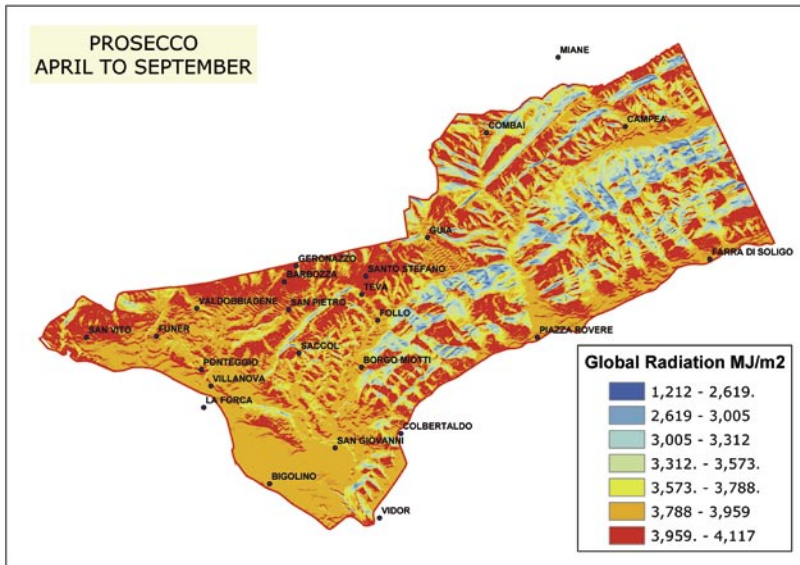 PROSECCO
APRIL TO SEPTEMBER
MIANE
COMBAI
CAMPEA
GUIA
FARRA DI SOLIGO
GERONAZZO
SANTO STEFANO
BARBOZZA
TEVA
VALDOBBIADENE
SAN PIETRO
FOLLO
SAN VITO
FUNER
PIAZZA ROVERE
SACCOL
PONTEGGIO
BORGO MIOTTI
VILLANOVA
LA FORCA
COLBERTALDO
SAN GIOVANNI
BIGOLINO
VIDOR
Global Radiation MJ/m2
1,212 - 2,619.
2,619 - 3,005
3,005 - 3,312
3,312. - 3,573.
3,573. - 3,788.
3,788 - 3,959
3,959. - 4,117